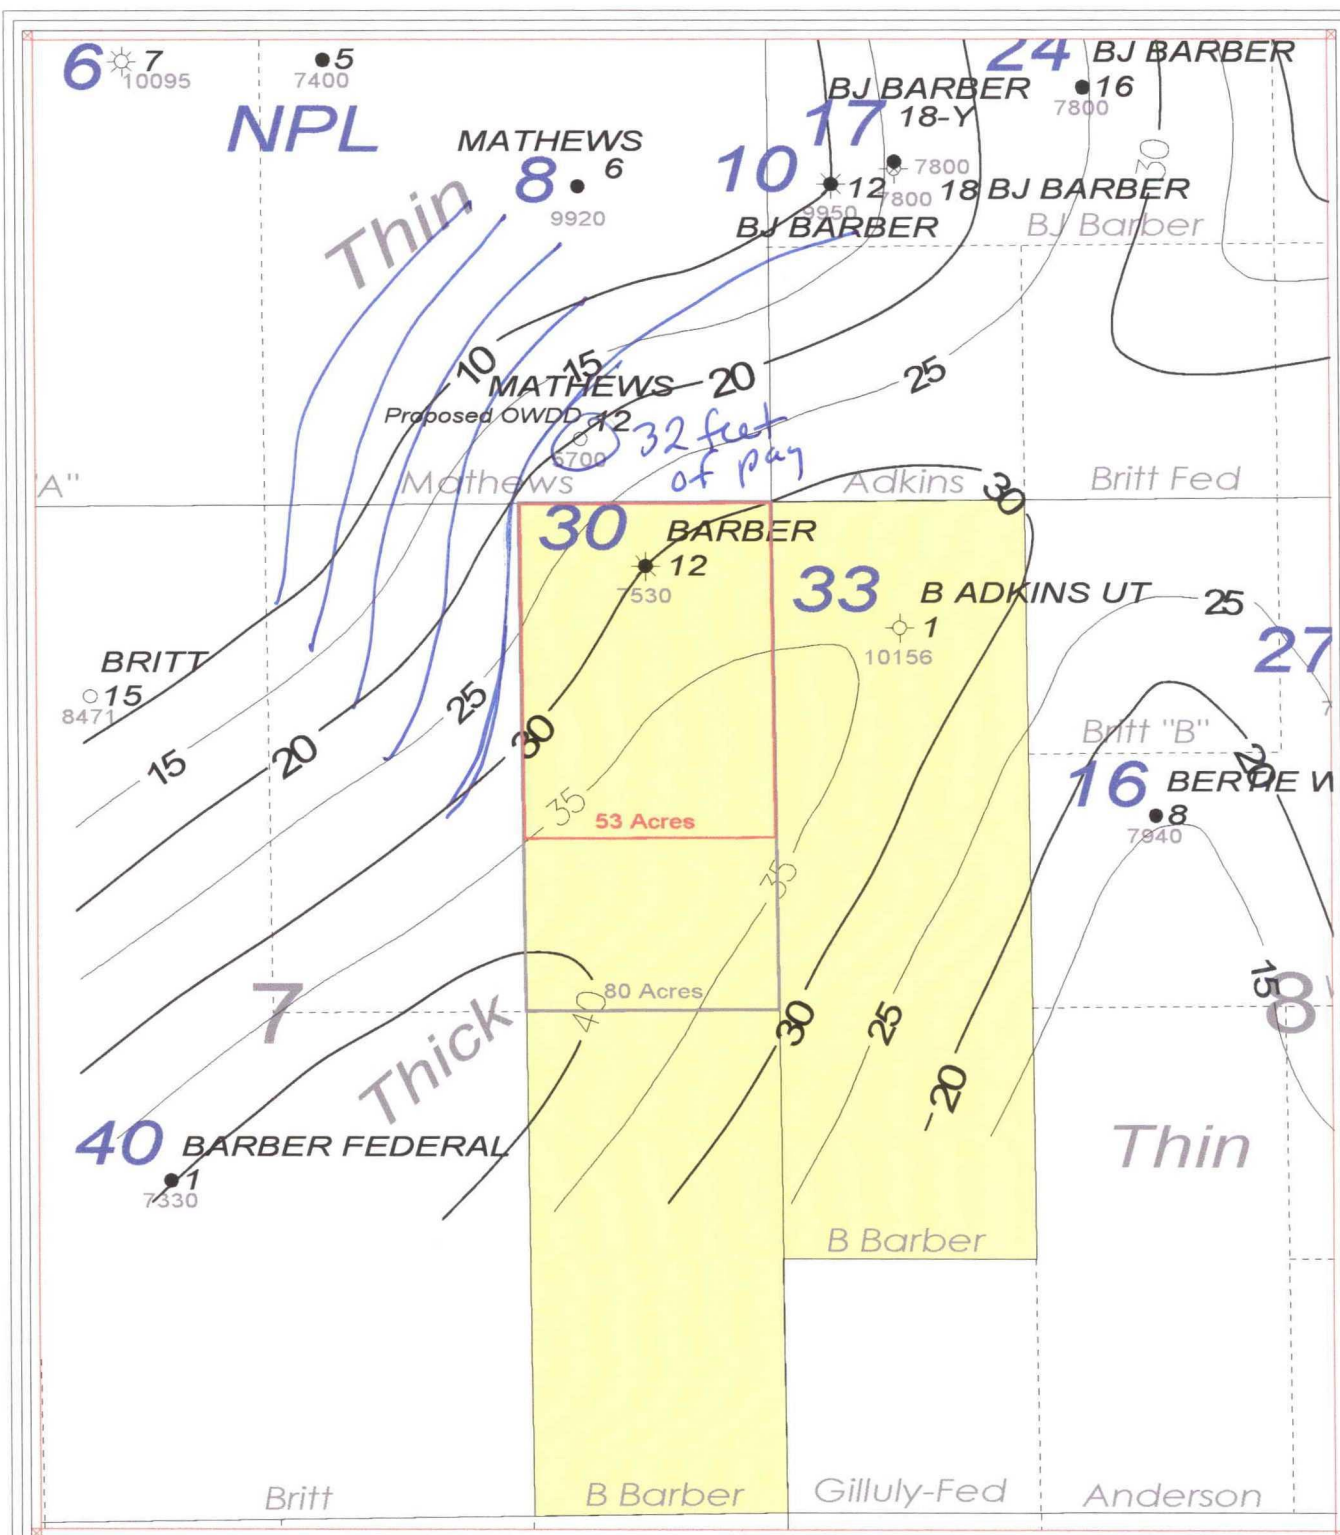 24 BJ BARBER
6 7
10095
5
7400
16
7800
BJ BARBER
17 18-Y
NPL
MATHEWS
8 6
9920
10 12
9950
7800
7800 18 BJ BARBER
BJ BARBER
BJ Barber
30
Thin
10
15
20
25
MATHEWS
Proposed OWDD 12
6700
32 feet
of pay
"A"
Mathews
Adkins
30
Britt Fed
30 BARBER
12
7530
33 B ADKINS UT
1
10156
25
27
7
BRITT
15
8471
25
15
20
30
Britt "B"
20
16 BERTIE W
8
7940
35
53 Acres
35
15
80 Acres
40
7
Thick
30
25
20
8
40 BARBER FEDERAL
1
7330
Thin
B Barber
Britt
B Barber
Gilluly-Fed
Anderson